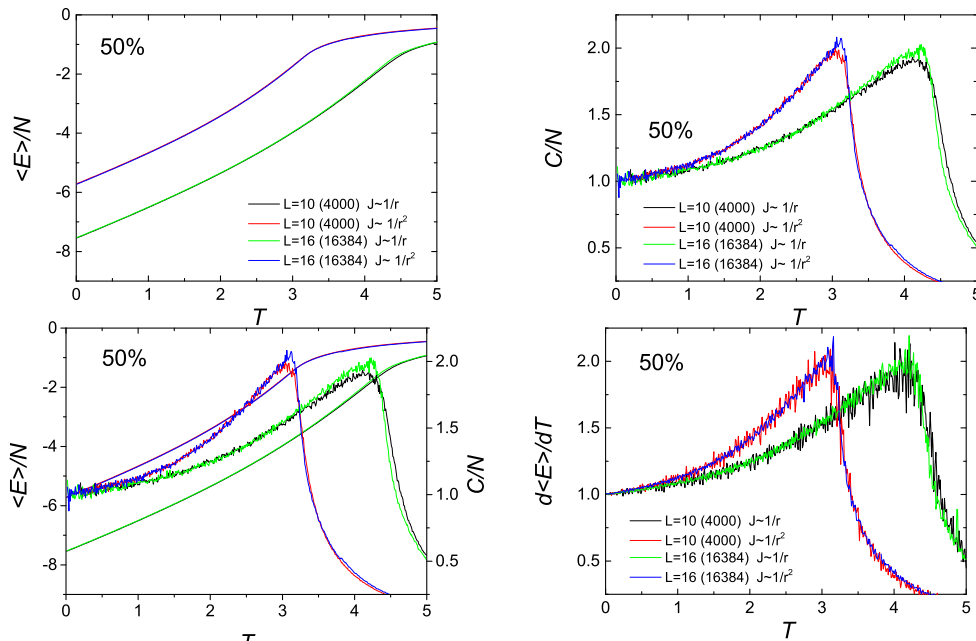 0
50%
-2
-4
-6
-8
<E>/N
L=10 (4000) J~1/r
L=10 (4000) J~ 1/r²
L=16 (16384) J~1/r
L=16 (16384) J~ 1/r²
0 1 2 3 4 5
T
2.0
1.5
1.0
0.5
C/N
50%
L=10 (4000) J~ 1/r
L=10 (4000) J~ 1/r²
L=16 (16384) J~ 1/r
L=16 (16384) J~ 1/r²
0 1 2 3 4 5
T
0
50%
-2
-4
-6
-8
<E>/N
2.0
1.5
1.0
0.5
C/N
0 1 2 3 4 5
T
50%
2.0
1.5
1.0
0.5
d<E>/dT
L=10 (4000) J~1/r
L=10 (4000) J~1/r²
L=16 (16384) J~1/r
L=16 (16384) J~1/r²
0 1 2 3 4 5 6
T